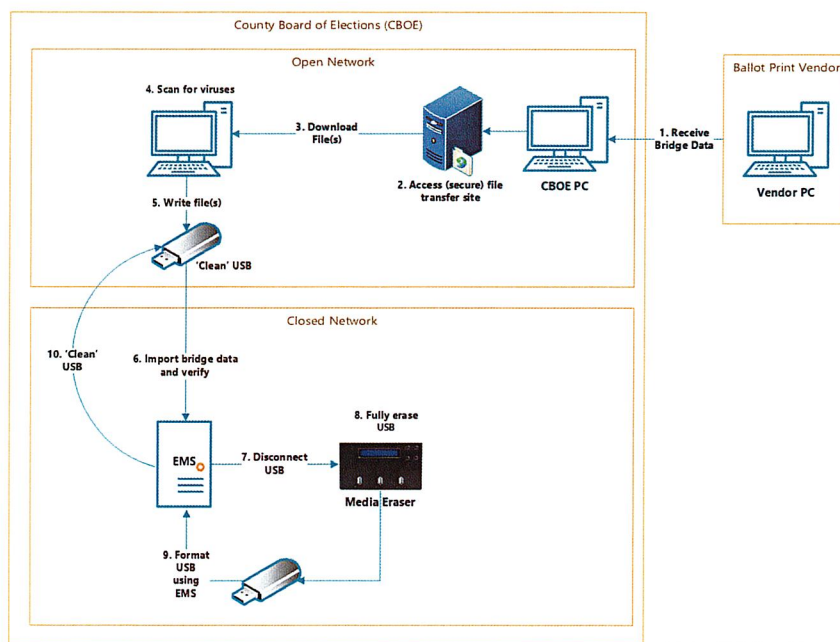 County Board of Elections (CBOE)
Open Network
Ballot Print Vendor
4. Scan for viruses
3. Download
File(s)
1. Receive
Bridge Data
2. Access (secure) file
transfer site
CBOE PC
Vendor PC
5. Write file(s)
'Clean' USB
Closed Network
10. 'Clean'
USB
6. Import bridge data
and verify
8. Fully erase
USB
EMS
7. Disconnect
USB
Media Eraser
9. Format
USB
using
EMS